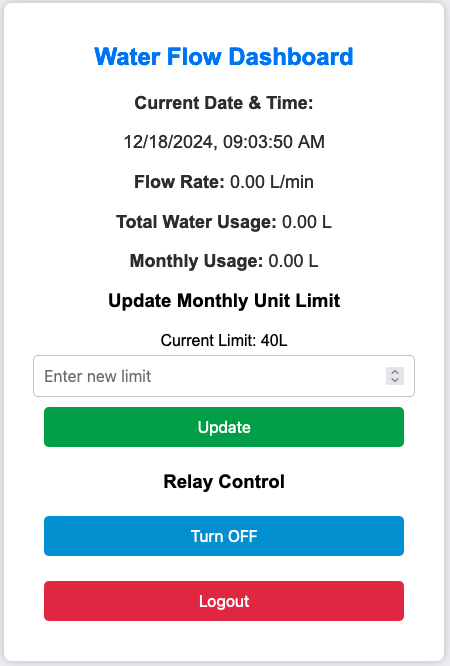 Water Flow Dashboard
Current Date & Time:
12/18/2024, 09:03:50 AM
Flow Rate: 0.00 L/min
Total Water Usage: 0.00 L
Monthly Usage: 0.00 L
Update Monthly Unit Limit
Current Limit: 40L
Enter new limit
Update
Relay Control
Turn OFF
Logout